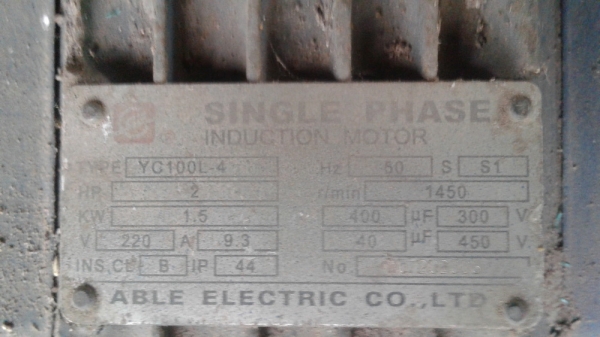 SINGLE PHASE
INDUCTION MOTOR
TYPE YC100L-4 Hz 50 S S1
HP 2 r/min 1450
KW 1.5 400 µF 300 V
V 220 A 9.3 40 µF 450 V
INS,CL B IP 44 No
ABLE ELECTRIC CO.,LTD